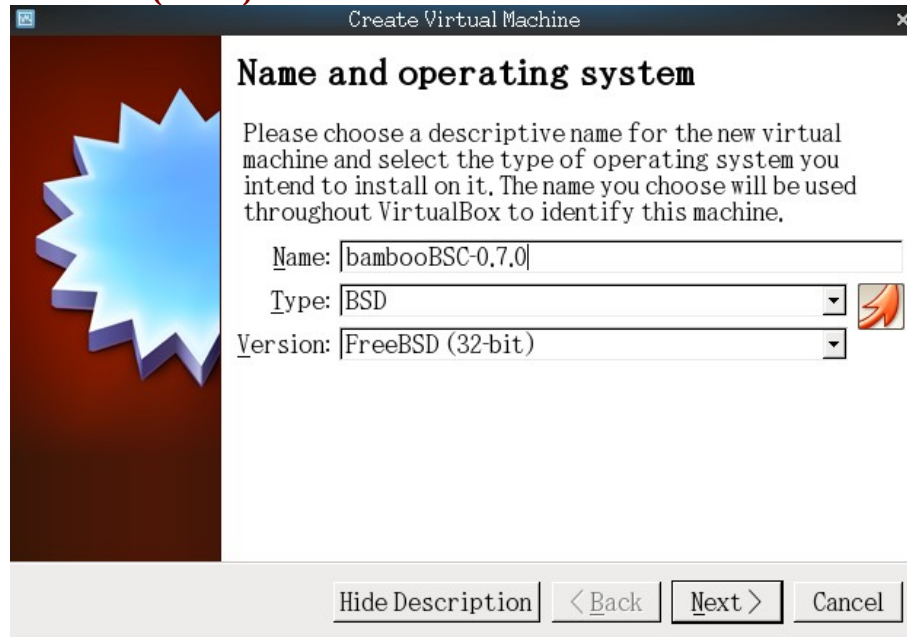 Create Virtual Machine
Name and operating system
Please choose a descriptive name for the new virtual
machine and select the type of operating system you
intend to install on it. The name you choose will be used
throughout VirtualBox to identify this machine.
Name: bambooBSC-0.7.0
Type: BSD
Version: FreeBSD (32-bit)
Hide Description < Back Next > Cancel